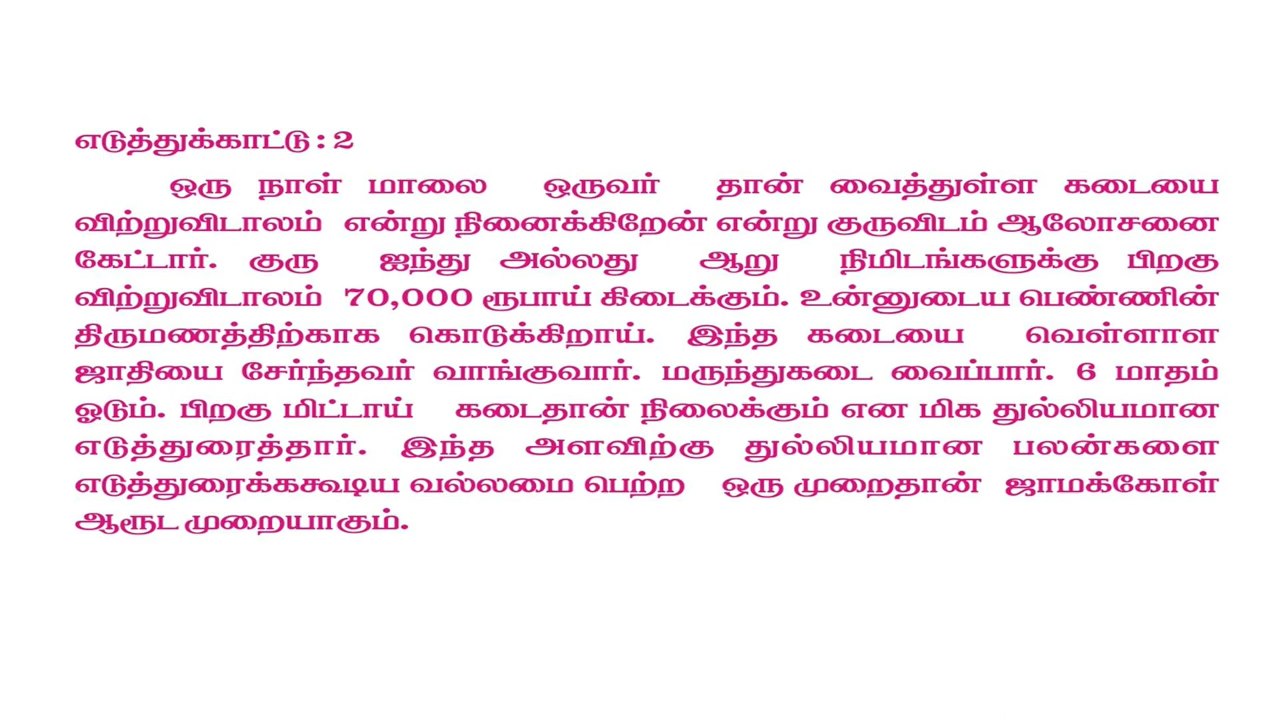 எடுத்துக்காட்டு : 2
ஒரு நாள் மாலை ஒருவர் தான் வைத்துள்ள கடையை
விற்றுவிடாலம் என்று நினைக்கிறேன் என்று குருவிடம் ஆலோசனை
கேட்டார். குரு ஐந்து அல்லது ஆறு நிமிடங்களுக்கு பிறகு
விற்றுவிடாலம் 70,000 ரூபாய் கிடைக்கும். உன்னுடைய பெண்ணின்
திருமணத்திற்காக கொடுக்கிறாய். இந்த கடையை வெள்ளாள
ஜாதியை சேர்ந்தவர் வாங்குவார். மருந்துகடை வைப்பார். 6 மாதம்
ஓடும். பிறகு மிட்டாய் கடைதான் நிலைக்கும் என மிக துல்லியமான
எடுத்துரைத்தார். இந்த அளவிற்கு துல்லியமான பலன்களை
எடுத்துரைக்ககூடிய வல்லமை பெற்ற ஒரு முறைதான் ஜாமக்கோள்
ஆரூட முறையாகும்.